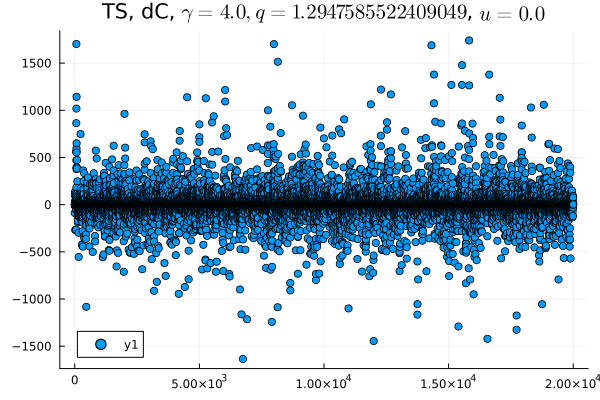 TS, dC, γ = 4.0, q = 1.2947585522409049, u = 0.0
1500
1000
500
0
−500
−1000
−1500
y1
0 5.00×10³ 1.00×10⁴ 1.50×10⁴ 2.00×10⁴